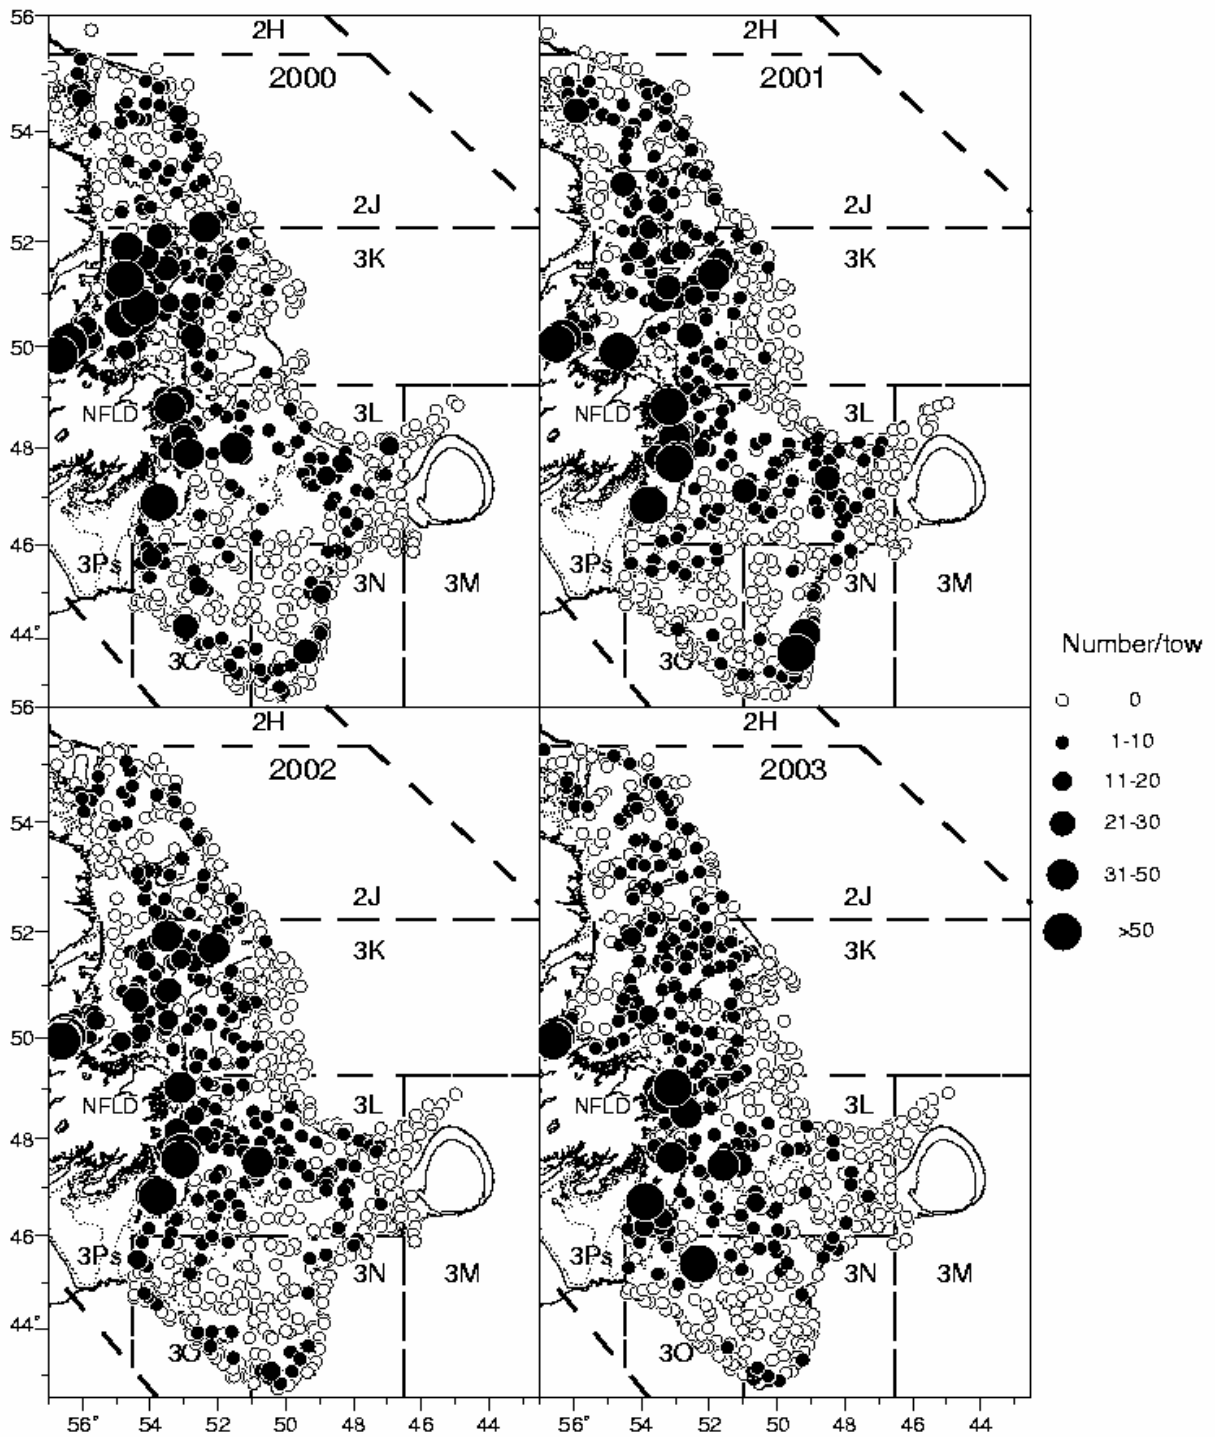 56
2H
2H
2000
2001
54
2J
2J
52
3K
3K
50
NFLD
3L
NFLD
3L
48
46
3Ps
3N
3M
3Ps
3N
3M
44°
3O
3O
Number/tow
0
1-10
11-20
21-30
31-50
>50
56
2H
2H
2002
2003
54
2J
2J
52
3K
3K
50
NFLD
3L
NFLD
3L
48
46
3Ps
3N
3M
3Ps
3N
3M
44°
3O
3O
56° 54 52 50 48 46 44 56° 54 52 50 48 46 44